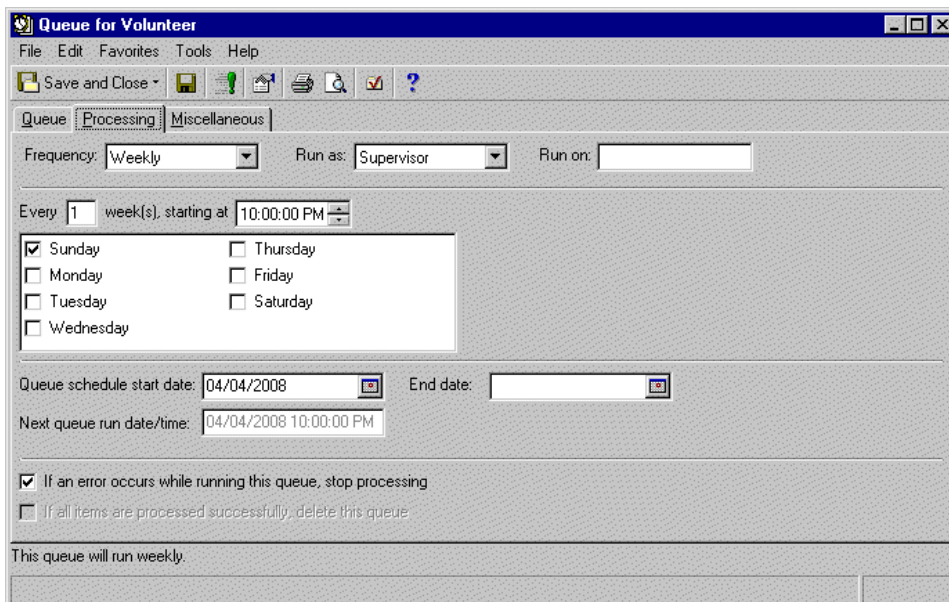 Queue for Volunteer
File Edit Favorites Tools Help
Save and Close ?
Queue Processing Miscellaneous
Frequency: Weekly Run as: Supervisor Run on:
Every 1 week(s), starting at 10:00:00 PM
Sunday Thursday
Monday Friday
Tuesday Saturday
Wednesday
Queue schedule start date: 04/04/2008 End date:
Next queue run date/time: 04/04/2008 10:00:00 PM
If an error occurs while running this queue, stop processing
If all items are processed successfully, delete this queue
This queue will run weekly.